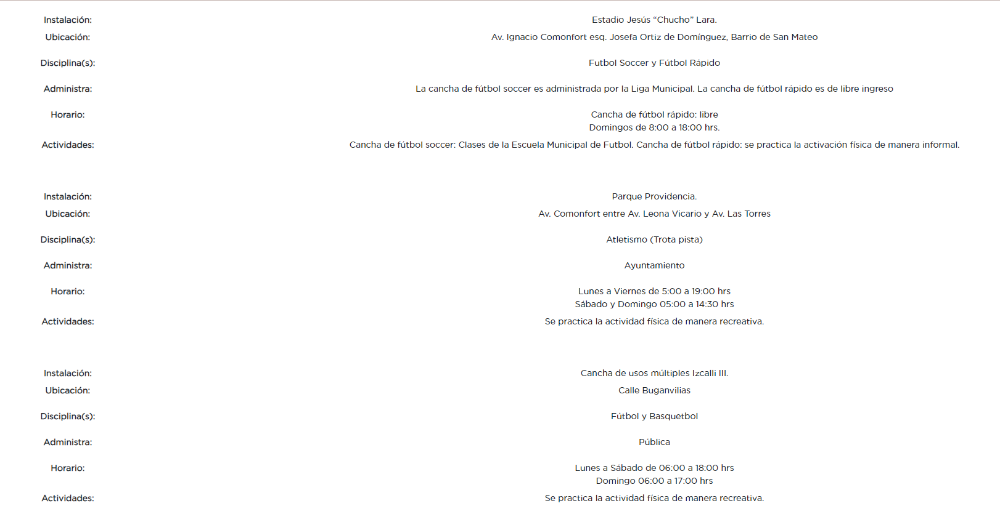 Instalación: Estadio Jesús “Chucho” Lara.
Ubicación: Av. Ignacio Comonfort esq. Josefa Ortiz de Domínguez, Barrio de San Mateo
Disciplina(s): Futbol Soccer y Fútbol Rápido
Administra: La cancha de fútbol soccer es administrada por la Liga Municipal. La cancha de fútbol rápido es de libre ingreso
Horario: Cancha de fútbol rápido: libre
Domingos de 8:00 a 18:00 hrs.
Actividades: Cancha de fútbol soccer: Clases de la Escuela Municipal de Futbol. Cancha de fútbol rápido: se practica la activación física de manera informal.
Instalación: Parque Providencia.
Ubicación: Av. Comonfort entre Av. Leona Vicario y Av. Las Torres
Disciplina(s): Atletismo (Trota pista)
Administra: Ayuntamiento
Horario: Lunes a Viernes de 5:00 a 19:00 hrs
Sábado y Domingo 05:00 a 14:30 hrs
Actividades: Se practica la actividad física de manera recreativa.
Instalación: Cancha de usos múltiples Izcalli III.
Ubicación: Calle Buganvilias
Disciplina(s): Fútbol y Basquetbol
Administra: Pública
Horario: Lunes a Sábado de 06:00 a 18:00 hrs
Domingo 06:00 a 17:00 hrs
Actividades: Se practica la actividad física de manera recreativa.